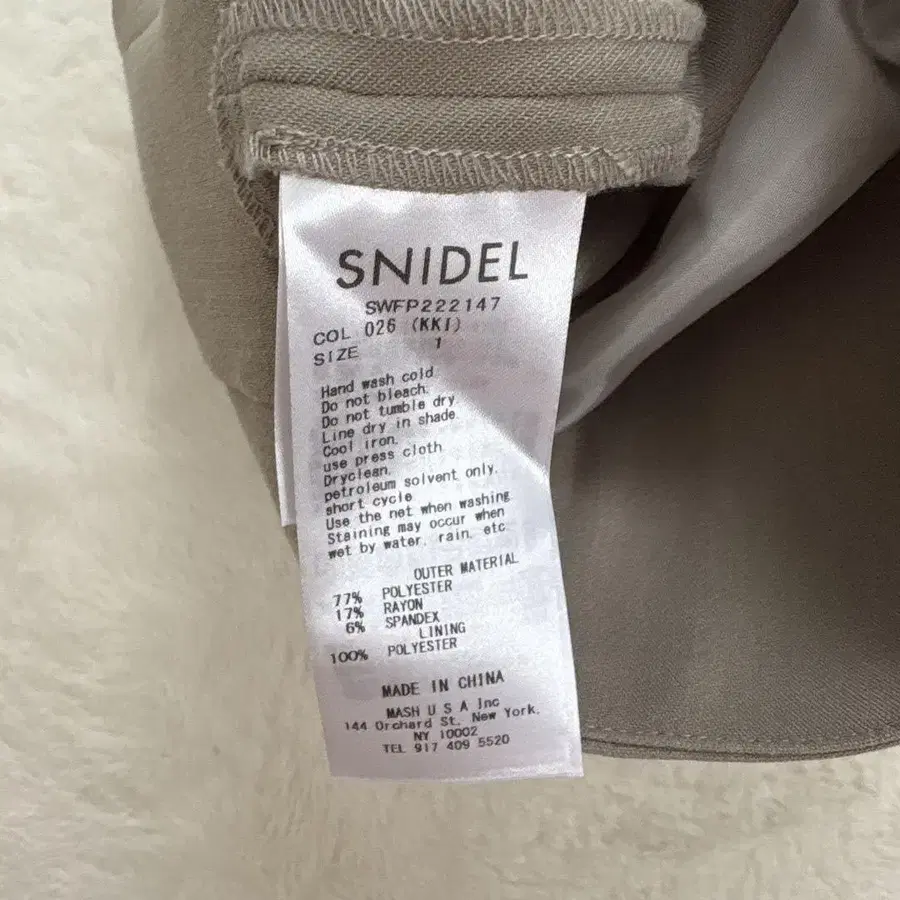 SNIDEL
SWFP222147
COL 026 (KKI)
SIZE 1
Hand wash cold.
Do not bleach.
Do not tumble dry.
Line dry in shade.
Cool iron.
use press cloth
Dryclean.
petroleum solvent only.
short cycle
Use the net when washing
Staining may occur when
wet by water, rain, etc.
OUTER MATERIAL
77% POLYESTER
17% RAYON
6% SPANDEX
LINING
100% POLYESTER
MADE IN CHINA
MASH U S A Inc
144 Orchard St. New York.
NY 10002
TEL 917 409 5520